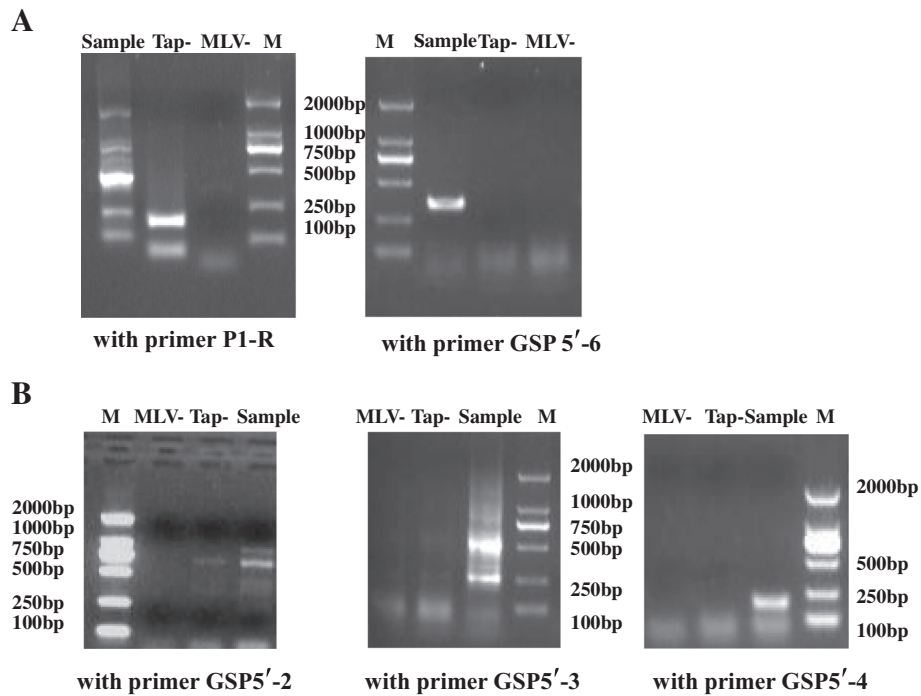 A
Sample Tap- MLV- M
M Sample Tap- MLV-
2000bp
1000bp
750bp
500bp
250bp
100bp
with primer P1-R
with primer GSP 5′-6
B
M MLV- Tap- Sample
2000bp
1000bp
750bp
500bp
250bp
100bp
with primer GSP5′-2
MLV- Tap- Sample M
2000bp
1000bp
750bp
500bp
250bp
100bp
with primer GSP5′-3
MLV- Tap-Sample M
2000bp
500bp
250bp
100bp
with primer GSP5′-4